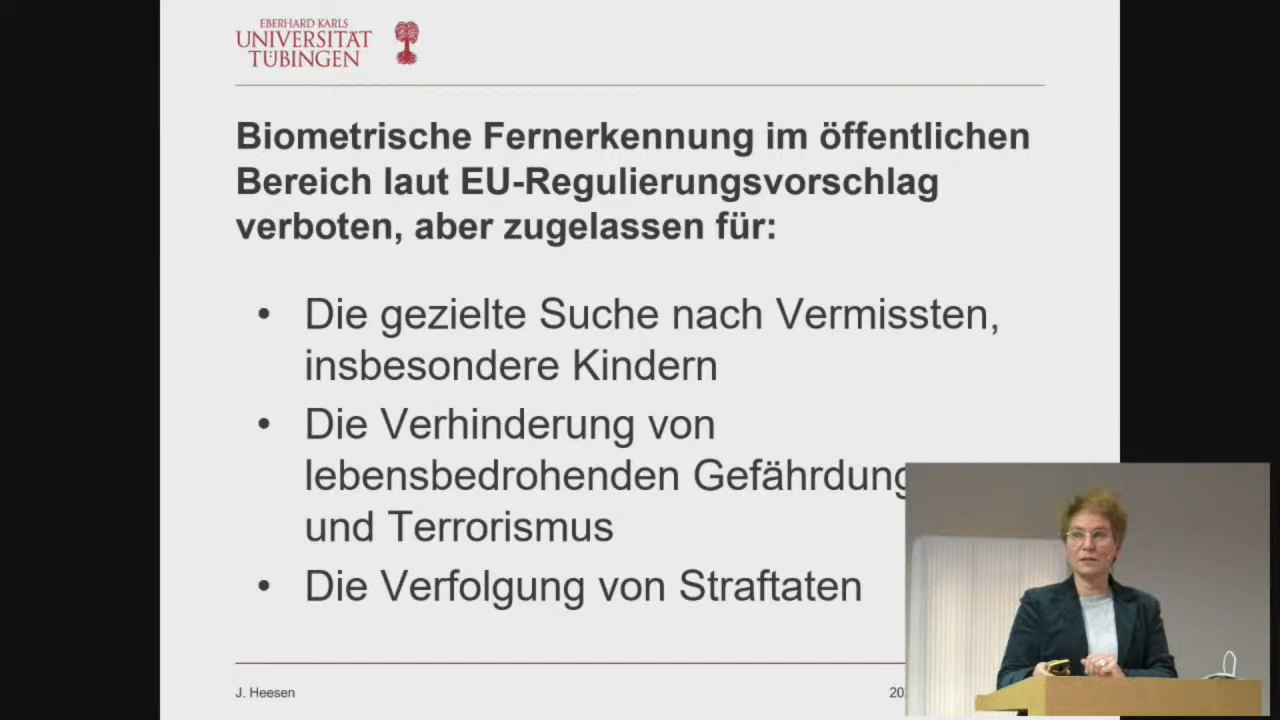 EBERHARD KARLS
UNIVERSITÄT
TÜBINGEN
Biometrische Fernerkennung im öffentlichen
Bereich laut EU-Regulierungsvorschlag
verboten, aber zugelassen für:
• Die gezielte Suche nach Vermissten,
insbesondere Kindern
• Die Verhinderung von
lebensbedrohenden Gefährdung
und Terrorismus
• Die Verfolgung von Straftaten
J. Heesen